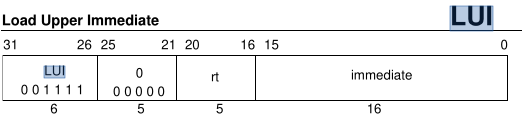 Load Upper Immediate LUI
31 26 25 21 20 16 15 0
LUI 0 rt immediate
0 0 1 1 1 1 0 0 0 0 0
6 5 5 16